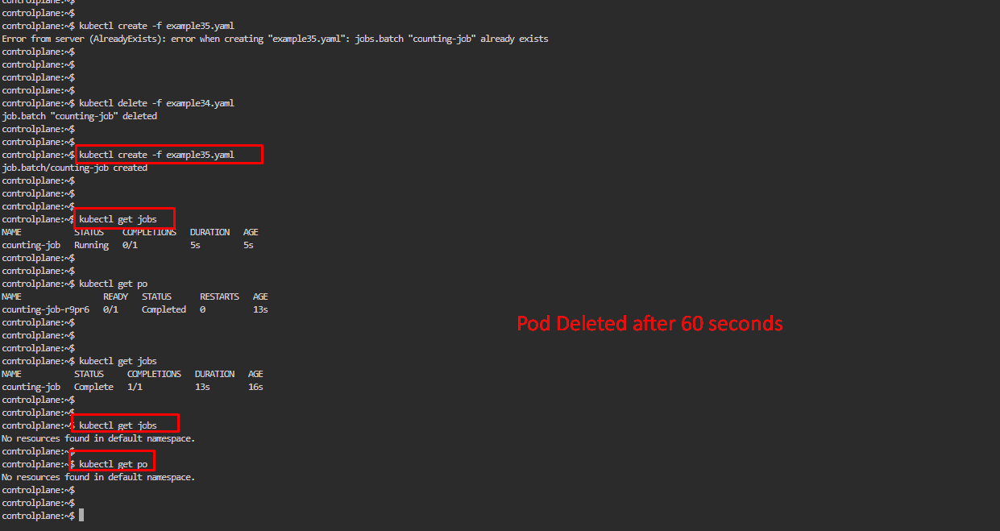 controlplane:~$
controlplane:~$
controlplane:~$ kubectl create -f example35.yaml
Error from server (AlreadyExists): error when creating "example35.yaml": jobs.batch "counting-job" already exists
controlplane:~$
controlplane:~$
controlplane:~$
controlplane:~$
controlplane:~$ kubectl delete -f example34.yaml
job.batch "counting-job" deleted
controlplane:~$
controlplane:~$
controlplane:~$ kubectl create -f example35.yaml
job.batch/counting-job created
controlplane:~$
controlplane:~$
controlplane:~$
controlplane:~$ kubectl get jobs
NAME STATUS COMPLETIONS DURATION AGE
counting-job Running 0/1 5s 5s
controlplane:~$
controlplane:~$
controlplane:~$ kubectl get po
NAME READY STATUS RESTARTS AGE
counting-job-r9pr6 0/1 Completed 0 13s
controlplane:~$
Pod Deleted after 60 seconds
controlplane:~$
controlplane:~$
controlplane:~$ kubectl get jobs
NAME STATUS COMPLETIONS DURATION AGE
counting-job Complete 1/1 13s 16s
controlplane:~$
controlplane:~$
controlplane:~$ kubectl get jobs
No resources found in default namespace.
controlplane:~$
controlplane:~$ kubectl get po
No resources found in default namespace.
controlplane:~$
controlplane:~$
controlplane:~$